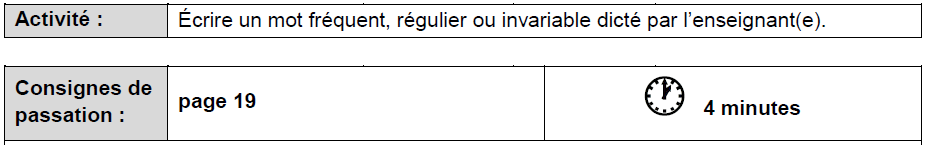 Activité : Écrire un mot fréquent, régulier ou invariable dicté par l’enseignant(e).
Consignes de passation : page 19 4 minutes